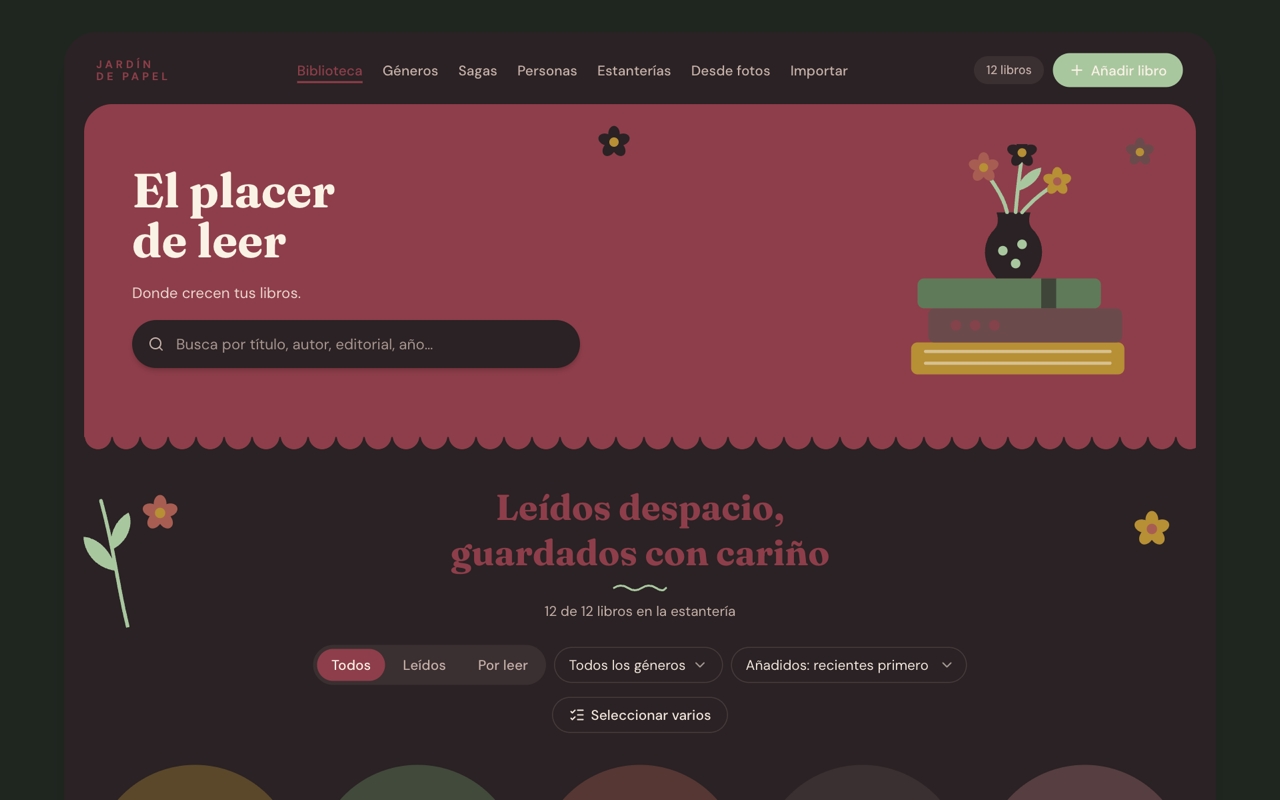 JARDÍN
DE PAPEL
Biblioteca
Géneros
Sagas
Personas
Estanterías
Desde fotos
Importar
12 libros
Añadir libro
El placer
de leer
Donde crecen tus libros.
Busca por título, autor, editorial, año...
Leídos despacio,
guardados con cariño
12 de 12 libros en la estantería
Todos
Leídos
Por leer
Todos los géneros
Añadidos: recientes primero
Seleccionar varios